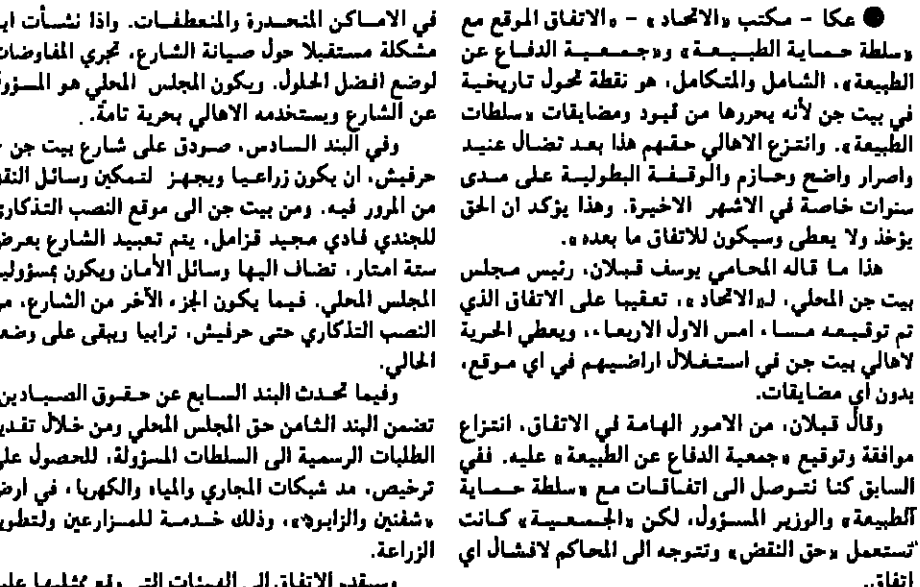 ● عكا - مكتب «الاتحاد» - «الاتفاق الموقع مع
«سلطة حماية الطبيعة» و«جمعية الدفاع عن
الطبيعة»، الشامل والمتكامل، هو نقطة تحول تاريخية
في بيت جن لأنه يحررها من قيود ومضايقات «سلطات
الطبيعة». وانتزع الاهالي حقهم هذا بعد نضال عنيد
واصرار واضح وحازم والوقفة البطولية على مدى
سنوات خاصة في الاشهر الاخيرة. وهذا يؤكد ان الحق
يؤخذ ولا يعطى وسيكون للاتفاق ما بعده».
هذا ما قاله المحامي يوسف قبلان، رئيس مجلس
بيت جن المحلي، لـ«الاتحاد»، تعقيبا على الاتفاق الذي
تم توقيعه مساء امس الاول الاربعاء، ويعطي الحرية
لاهالي بيت جن في استغلال اراضيهم في اي موقع،
بدون اي مضايقات.
وقال قبلان، من الامور الهامة في الاتفاق، انتزاع
موافقة وتوقيع «جمعية الدفاع عن الطبيعة» عليه. ففي
السابق كنا نتوصل الى اتفاقات مع «سلطة حماية
الطبيعة» والوزير المسؤول، لكن «الجمعية» كانت
تستعمل «حق النقض» وتتوجه الى المحاكم لافشال اي
اتفاق.
في الاماكن المنحدرة والمنعطفات. واذا نشأت اية
مشكلة مستقبلا حول صيانة الشارع، تجري المفاوضات
لوضع افضل الحلول. ويكون المجلس المحلي هو المسؤول
عن الشارع ويستخدمه الاهالي بحرية تامة.
وفي البند السادس، صودق على شارع بيت جن -
حرفيش، ان يكون زراعيا ويجهز لتمكين وسائل النقل
من المرور فيه. ومن بيت جن الى موقع النصب التذكاري
للجندي فادي مجيد قزامل، يتم تعبيد الشارع بعرض
ستة امتار، تضاف اليها وسائل الأمان ويكون بمسؤولية
المجلس المحلي. فيما يكون الجزء الآخر من الشارع، من
النصب التذكاري حتى حرفيش، ترابيا ويبقى على وضعه
الحالي.
وفيما تحدث البند السابع عن حقوق الصيادين،
تضمن البند الثامن حق المجلس المحلي ومن خلال تقديم
الطلبات الرسمية الى السلطات المسؤولة، للحصول على
ترخيص، مد شبكات المجاري والمياه والكهرباء في ارض
«شفنين والزابود»، وذلك خدمة للمزارعين ولتطوير
الزراعة.
وسيقدم الاتفاق الى الهيئات التي وقع ممثليها عليه